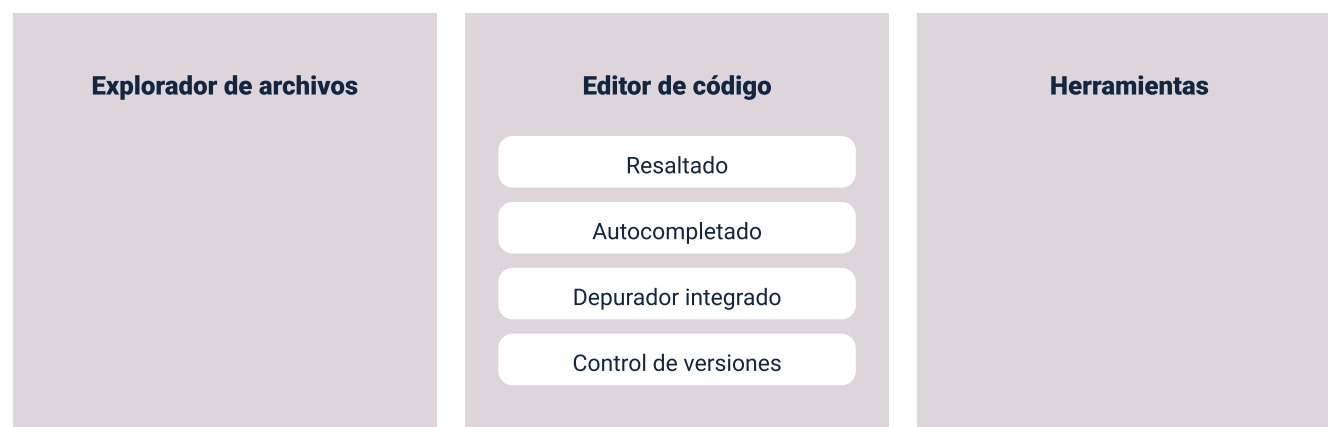 Explorador de archivos
Editor de código
Resaltado
Autocompletado
Depurador integrado
Control de versiones
Herramientas